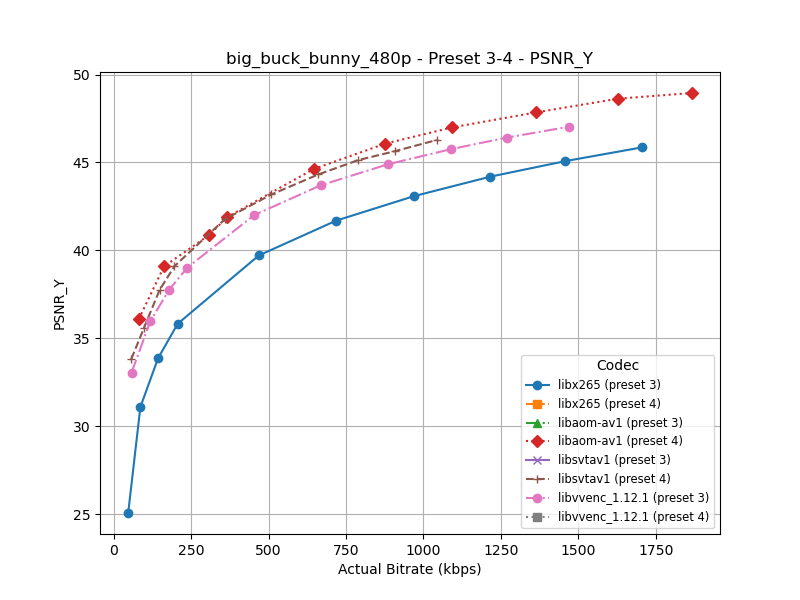 big_buck_bunny_480p - Preset 3-4 - PSNR_Y
50
45
40
35
30
25
PSNR_Y
0
250
500
750
1000
1250
1500
1750
Actual Bitrate (kbps)
Codec
libx265 (preset 3)
libx265 (preset 4)
libaom-av1 (preset 3)
libaom-av1 (preset 4)
libsvtav1 (preset 3)
libsvtav1 (preset 4)
libvvenc_1.12.1 (preset 3)
libvvenc_1.12.1 (preset 4)